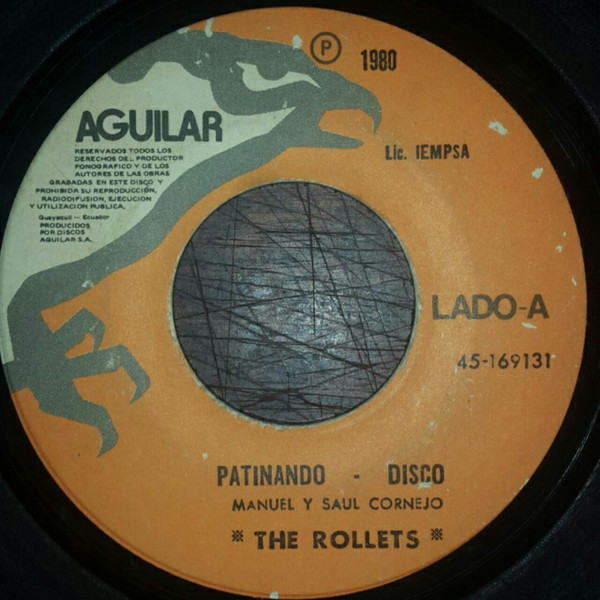 Ⓟ 1980
AGUILAR
RESERVADOS TODOS LOS
DERECHOS DEL PRODUCTOR
FONOGRAFICO Y DE LOS
AUTORES DE LAS OBRAS
GRABADAS EN ESTE DISCO Y
PROHIBIDA SU REPRODUCCIÓN,
RADIODIFUSION, EJECUCION
Y UTILIZACION PUBLICA.
Guayaquil — Ecuador
PRODUCIDOS
POR DISCOS
AGUILAR S.A.
Lic. IEMPSA
LADO-A
45-169131
PATINANDO - DISCO
MANUEL Y SAUL CORNEJO
※ THE ROLLETS ※